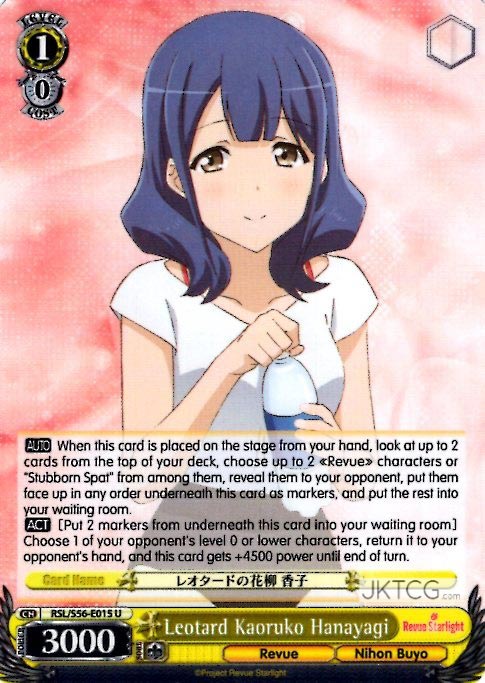 LEVEL
1
0
COST
AUTO When this card is placed on the stage from your hand, look at up to 2
cards from the top of your deck, choose up to 2 «Revue» characters or
"Stubborn Spat" from among them, reveal them to your opponent, put them
face up in any order underneath this card as markers, and put the rest into
your waiting room.
ACT [Put 2 markers from underneath this card into your waiting room]
Choose 1 of your opponent's level 0 or lower characters, return it to your
opponent's hand, and this card gets +4500 power until end of turn.
Card Name
レオタードの花柳 香子
JKTCG.com
CH RSL/S56-E015 U
POWER 3000 SOUL
Leotard Kaoruko Hanayagi
Revue Starlight
Revue Nihon Buyo
©Project Revue Starlight